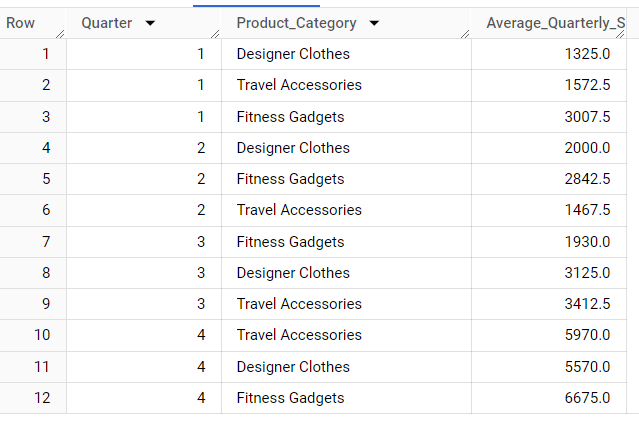 Row Quarter Product_Category Average_Quarterly_S
1 1 Designer Clothes 1325.0
2 1 Travel Accessories 1572.5
3 1 Fitness Gadgets 3007.5
4 2 Designer Clothes 2000.0
5 2 Fitness Gadgets 2842.5
6 2 Travel Accessories 1467.5
7 3 Fitness Gadgets 1930.0
8 3 Designer Clothes 3125.0
9 3 Travel Accessories 3412.5
10 4 Travel Accessories 5970.0
11 4 Designer Clothes 5570.0
12 4 Fitness Gadgets 6675.0